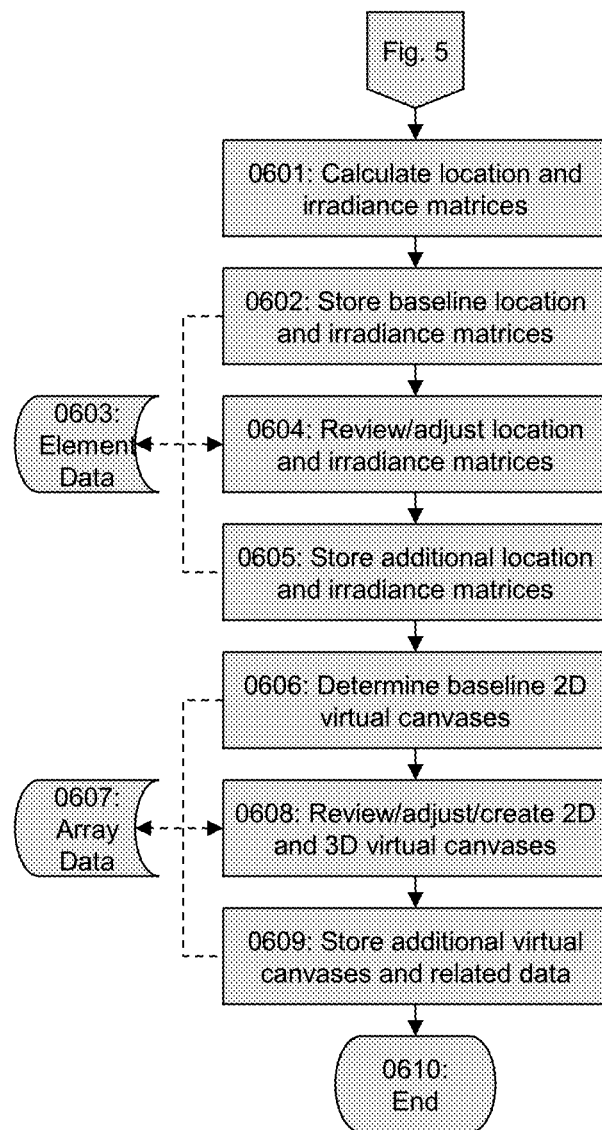 Fig. 5
0601: Calculate location and
irradiance matrices
0602: Store baseline location
and irradiance matrices
0603:
Element
Data
0604: Review/adjust location
and irradiance matrices
0605: Store additional location
and irradiance matrices
0606: Determine baseline 2D
virtual canvases
0607:
Array
Data
0608: Review/adjust/create 2D
and 3D virtual canvases
0609: Store additional virtual
canvases and related data
0610:
End